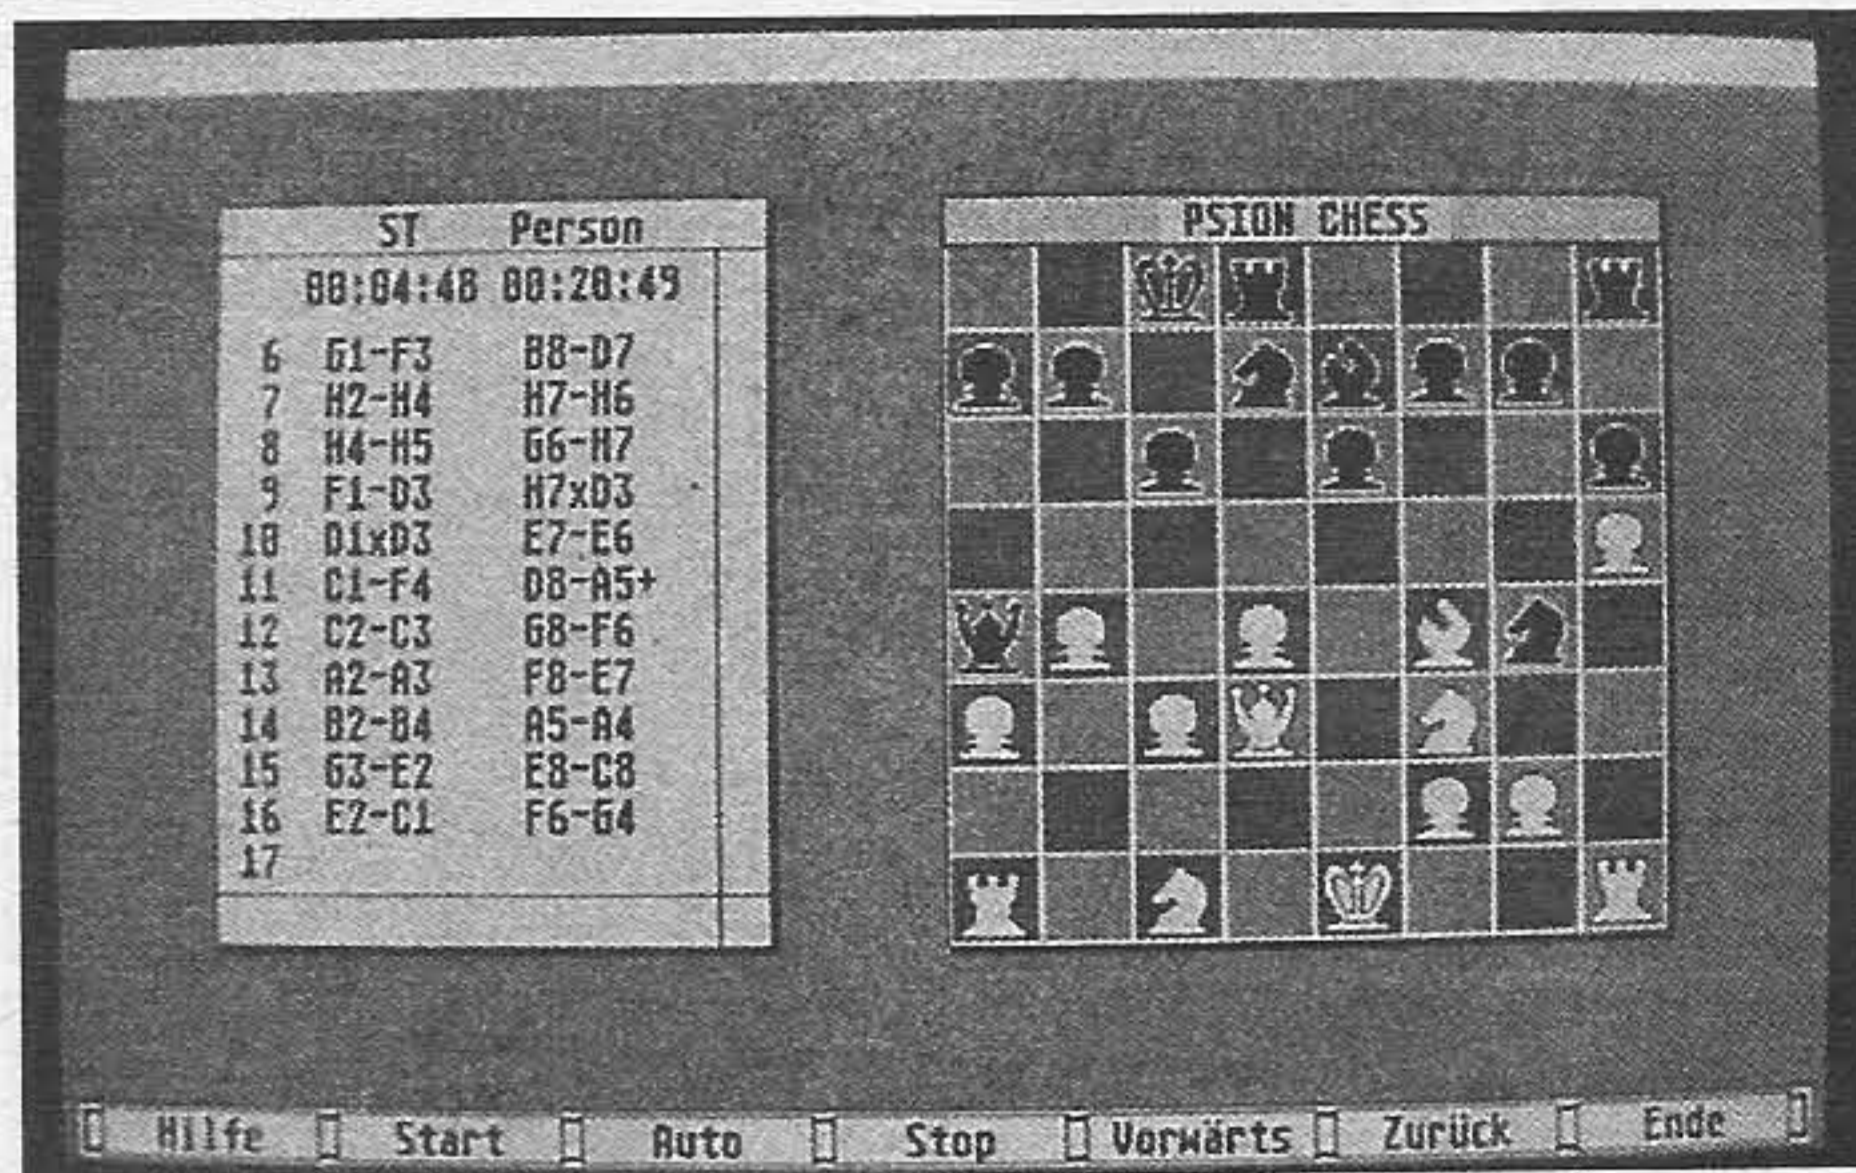 ST Person
00:04:48 00:20:49
6 G1-F3 B8-D7
7 H2-H4 H7-H6
8 H4-H5 G6-H7
9 F1-D3 H7xD3
10 D1xD3 E7-E6
11 C1-F4 D8-A5+
12 C2-C3 G8-F6
13 A2-A3 F8-E7
14 B2-B4 A5-A4
15 G3-E2 E8-C8
16 E2-C1 F6-G4
17
PSION CHESS
Hilfe Start Auto Stop Vorwärts Zurück Ende